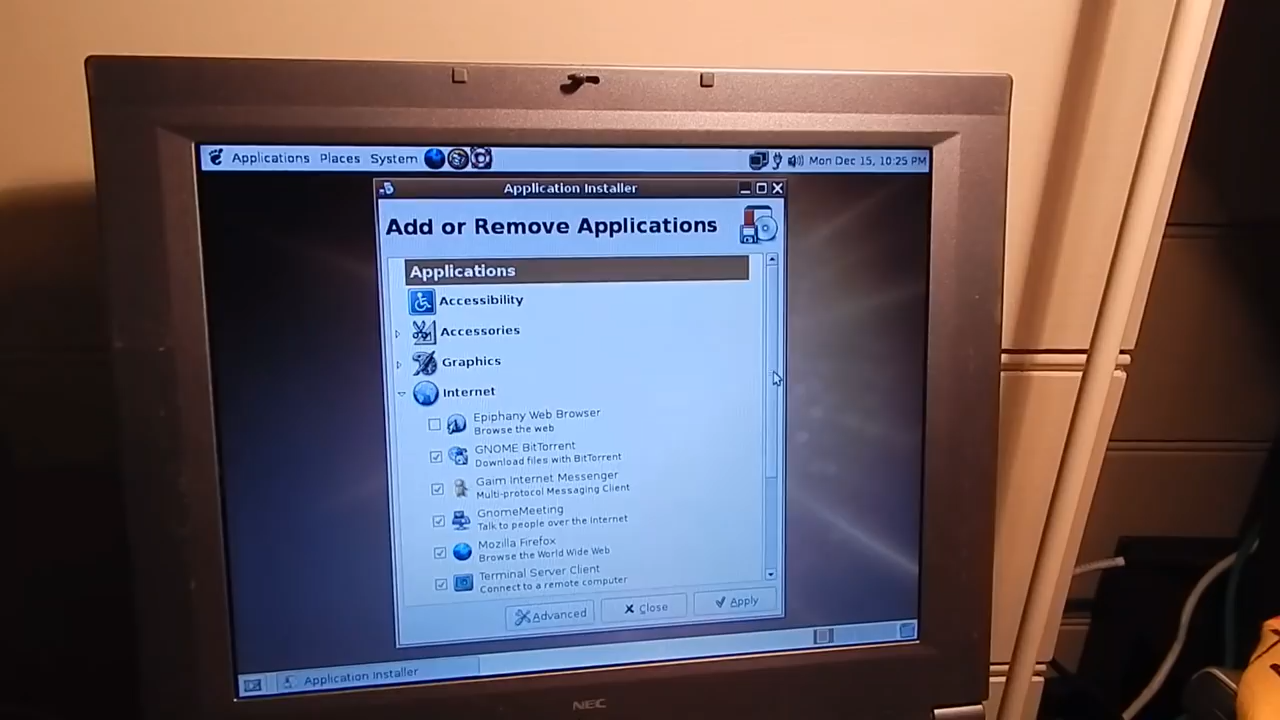 Applications Places System Mon Dec 15, 10:25 PM
Application Installer
Add or Remove Applications
Applications
Accessibility
Accessories
Graphics
Internet
Epiphany Web Browser
Browse the web
GNOME BitTorrent
Download files with BitTorrent
Gaim Internet Messenger
Multi-protocol Messaging Client
GnomeMeeting
Talk to people over the Internet
Mozilla Firefox
Browse the World Wide Web
Terminal Server Client
Connect to a remote computer
Advanced Close Apply
Application Installer
NEC